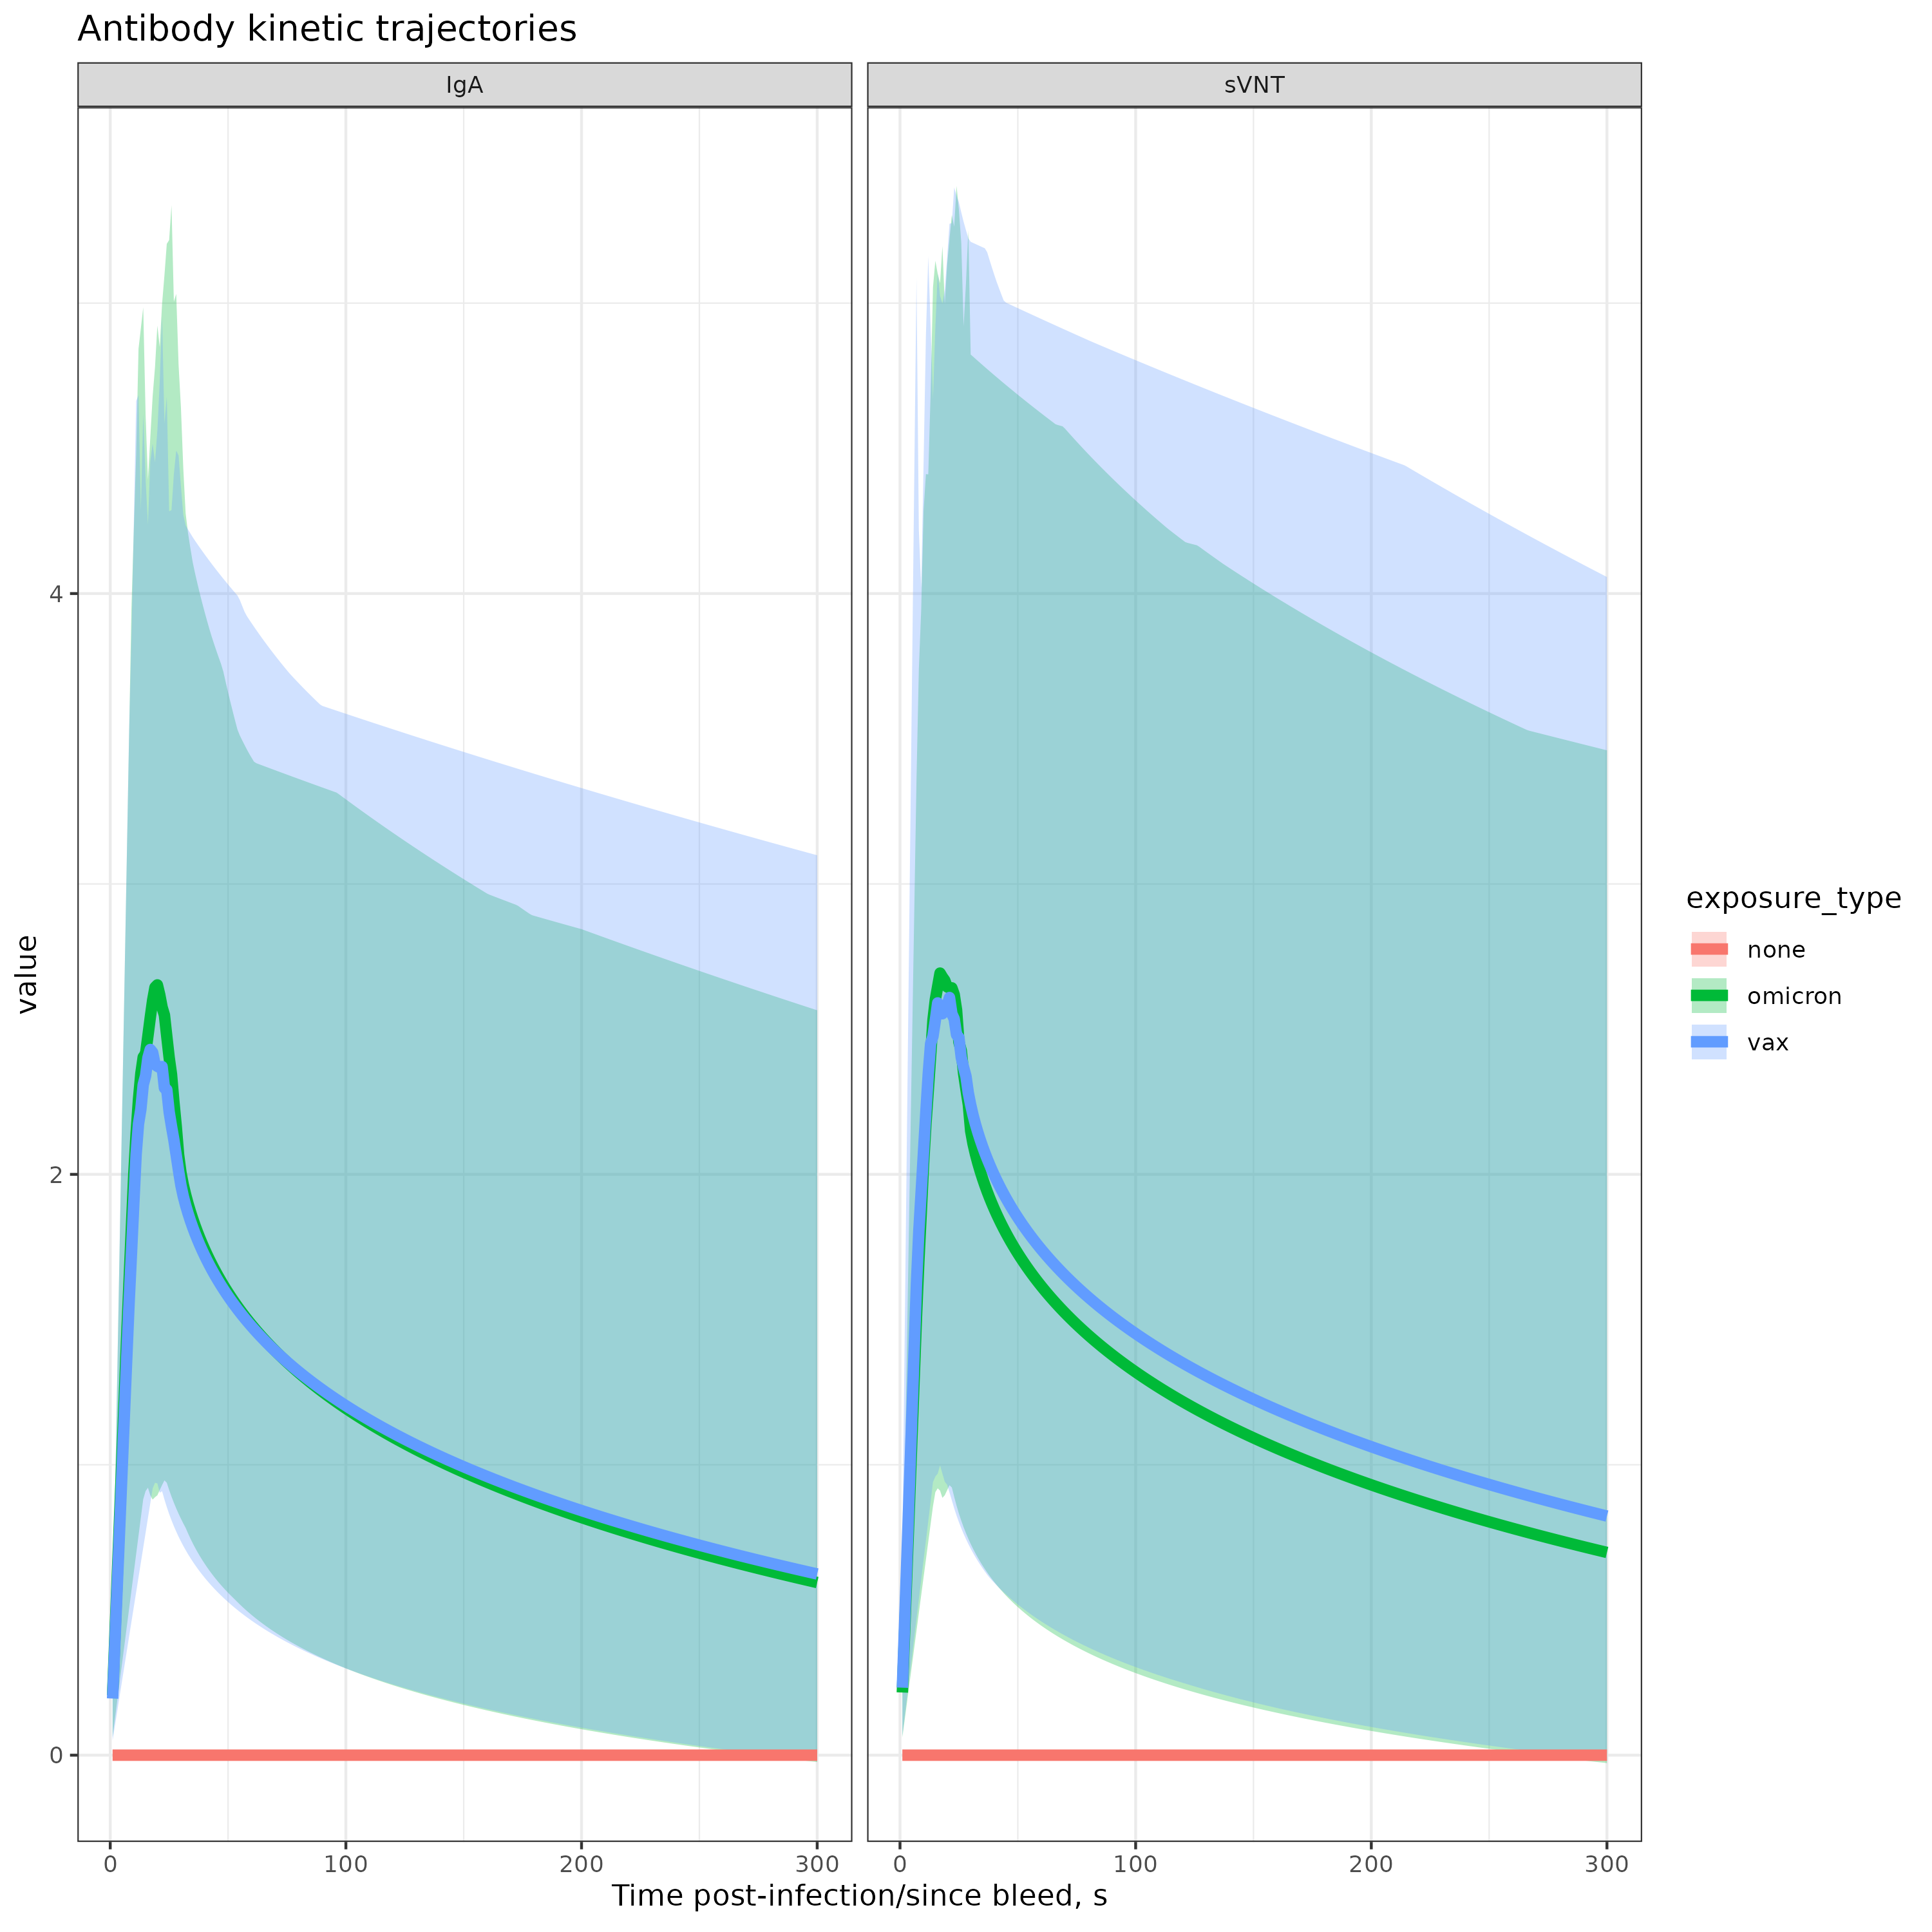 Antibody kinetic trajectories
IgA
sVNT
value
4
2
0
0 100 200 300
0 100 200 300
Time post-infection/since bleed, s
exposure_type
none
omicron
vax